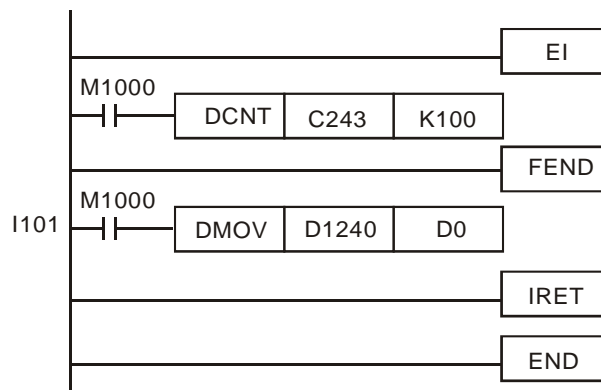 EI
M1000
DCNT C243 K100
FEND
M1000
I101 DMOV D1240 D0
IRET
END